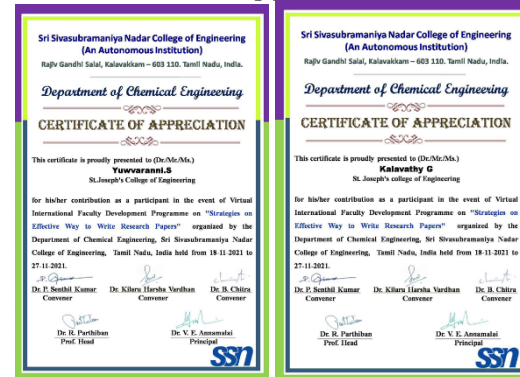 Sri Sivasubramaniya Nadar College of Engineering
(An Autonomous Institution)
Rajiv Gandhi Salai, Kalavakkam – 603 110. Tamil Nadu, India.
Department of Chemical Engineering
CERTIFICATE OF APPRECIATION
This certificate is proudly presented to (Dr./Mr./Ms.)
Yuwvaranni.S
St.Joseph's College of Engineering
for his/her contribution as a participant in the event of Virtual
International Faculty Development Programme on "Strategies on
Effective Way to Write Research Papers" organized by the
Department of Chemical Engineering, Sri Sivasubramaniya Nadar
College of Engineering, Tamil Nadu, India held from 18-11-2021 to
27-11-2021.
Dr. P. Senthil Kumar Dr. Kilaru Harsha Vardhan Dr. B. Chitra
Convener Convener Convener
Dr. R. Parthiban Dr. V. E. Annamalai
Prof. Head Principal
ssn
Sri Sivasubramaniya Nadar College of Engineering
(An Autonomous Institution)
Rajiv Gandhi Salai, Kalavakkam – 603 110. Tamil Nadu, India.
Department of Chemical Engineering
CERTIFICATE OF APPRECIATION
This certificate is proudly presented to (Dr./Mr./Ms.)
Kalavathy G
St. Joseph's college of Engineering
for his/her contribution as a participant in the event of Virtual
International Faculty Development Programme on "Strategies on
Effective Way to Write Research Papers" organized by the
Department of Chemical Engineering, Sri Sivasubramaniya Nadar
College of Engineering, Tamil Nadu, India held from 18-11-2021 to
27-11-2021.
Dr. P. Senthil Kumar Dr. Kilaru Harsha Vardhan Dr. B. Chitra
Convener Convener Convener
Dr. R. Parthiban Dr. V. E. Annamalai
Prof. Head Principal
ssn